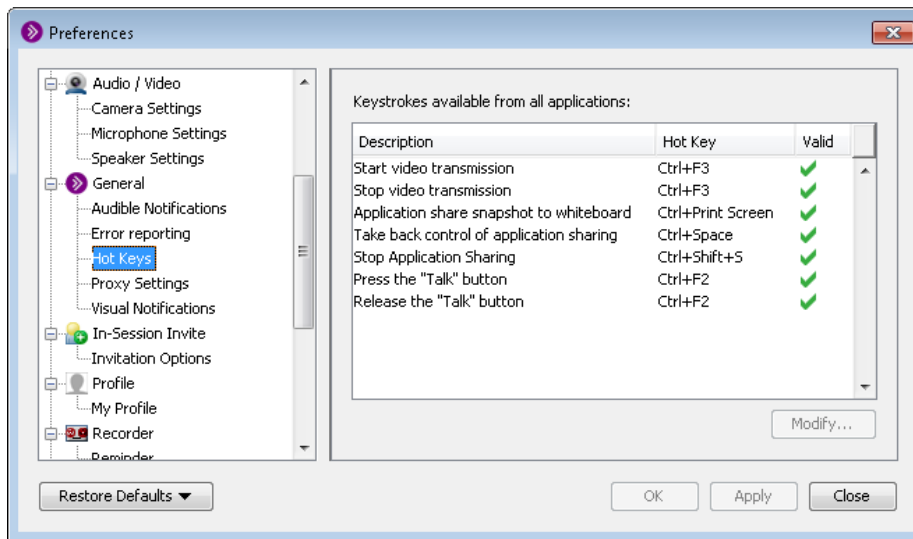 Preferences
Audio / Video
Camera Settings
Microphone Settings
Speaker Settings
General
Audible Notifications
Error reporting
Hot Keys
Proxy Settings
Visual Notifications
In-Session Invite
Invitation Options
Profile
My Profile
Recorder
Reminder
Keystrokes available from all applications:
Description Hot Key Valid
Start video transmission Ctrl+F3
Stop video transmission Ctrl+F3
Application share snapshot to whiteboard Ctrl+Print Screen
Take back control of application sharing Ctrl+Space
Stop Application Sharing Ctrl+Shift+S
Press the "Talk" button Ctrl+F2
Release the "Talk" button Ctrl+F2
Modify...
Restore Defaults
OK Apply Close